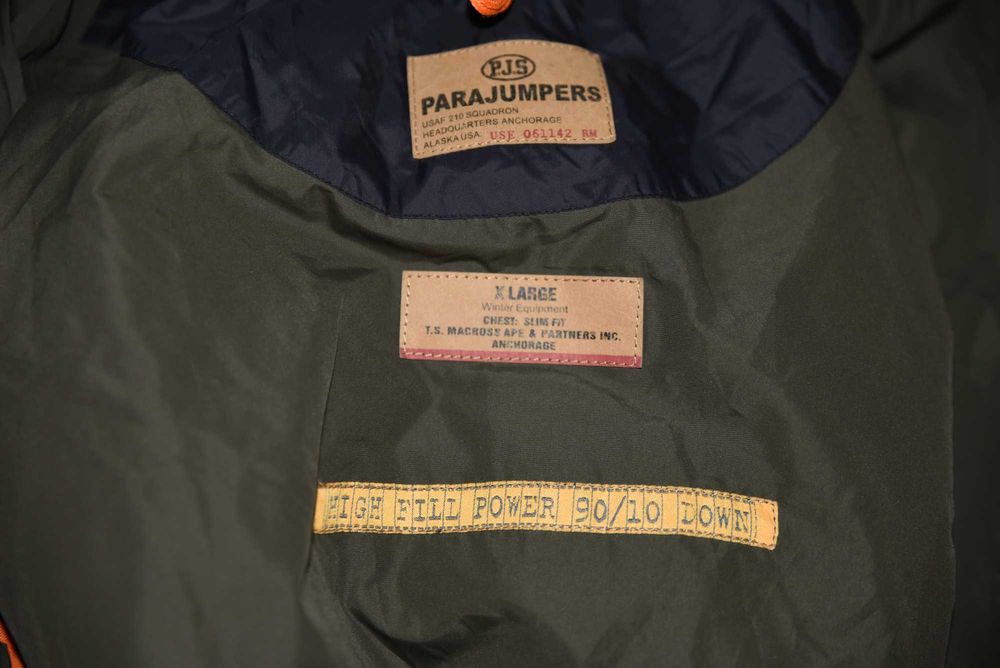 P.J.S
PARAJUMPERS
USAF 210 SQUADRON
HEADQUARTERS ANCHORAGE
ALASKA USA: USE 061142 RM
X LARGE
Winter Equipment
CHEST: SLIM FIT
T.S. MACROSS APE & PARTNERS INC.
ANCHORAGE
HIGH FILL POWER 90/10 DOWN